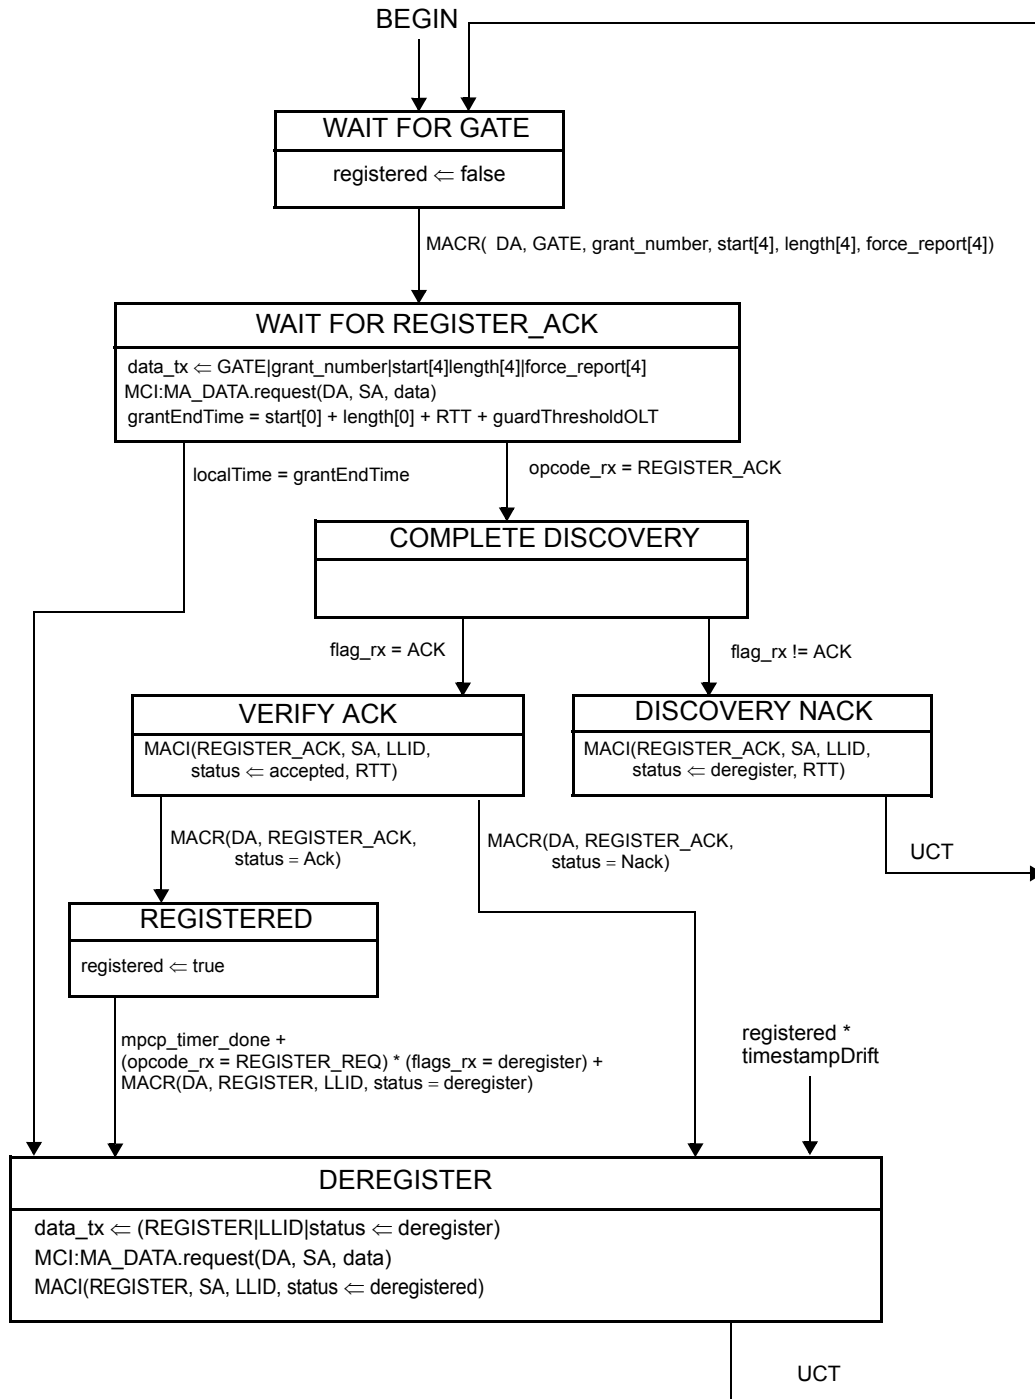 BEGIN
WAIT FOR GATE
registered ⇐ false
MACR( DA, GATE, grant_number, start[4], length[4], force_report[4])
WAIT FOR REGISTER_ACK
data_tx ⇐ GATE|grant_number|start[4]length[4]|force_report[4]
MCI:MA_DATA.request(DA, SA, data)
grantEndTime = start[0] + length[0] + RTT + guardThresholdOLT
localTime = grantEndTime
opcode_rx = REGISTER_ACK
COMPLETE DISCOVERY
flag_rx = ACK
flag_rx != ACK
VERIFY ACK
MACI(REGISTER_ACK, SA, LLID,
status ⇐ accepted, RTT)
DISCOVERY NACK
MACI(REGISTER_ACK, SA, LLID,
status ⇐ deregister, RTT)
MACR(DA, REGISTER_ACK,
status = Ack)
MACR(DA, REGISTER_ACK,
status = Nack)
UCT
REGISTERED
registered ⇐ true
mpcp_timer_done +
(opcode_rx = REGISTER_REQ) * (flags_rx = deregister) +
MACR(DA, REGISTER, LLID, status = deregister)
registered *
timestampDrift
DEREGISTER
data_tx ⇐ (REGISTER|LLID|status ⇐ deregister)
MCI:MA_DATA.request(DA, SA, data)
MACI(REGISTER, SA, LLID, status ⇐ deregistered)
UCT